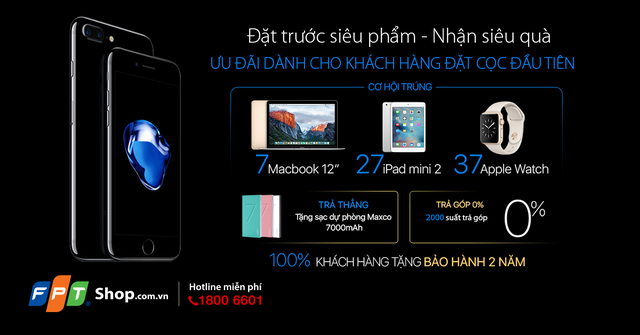 Đặt trước siêu phẩm - Nhận siêu quà
ƯU ĐÃI DÀNH CHO KHÁCH HÀNG ĐẶT CỌC ĐẦU TIÊN
CƠ HỘI TRÚNG
7 Macbook 12"
27 iPad mini 2
37 Apple Watch
TRẢ THẲNG
Tặng sạc dự phòng Maxco
7000mAh
TRẢ GÓP 0%
2000 suất trả góp
0%
100% KHÁCH HÀNG TẶNG BẢO HÀNH 2 NĂM
FPT. Shop.com.vn
Hotline miễn phí
1800 6601